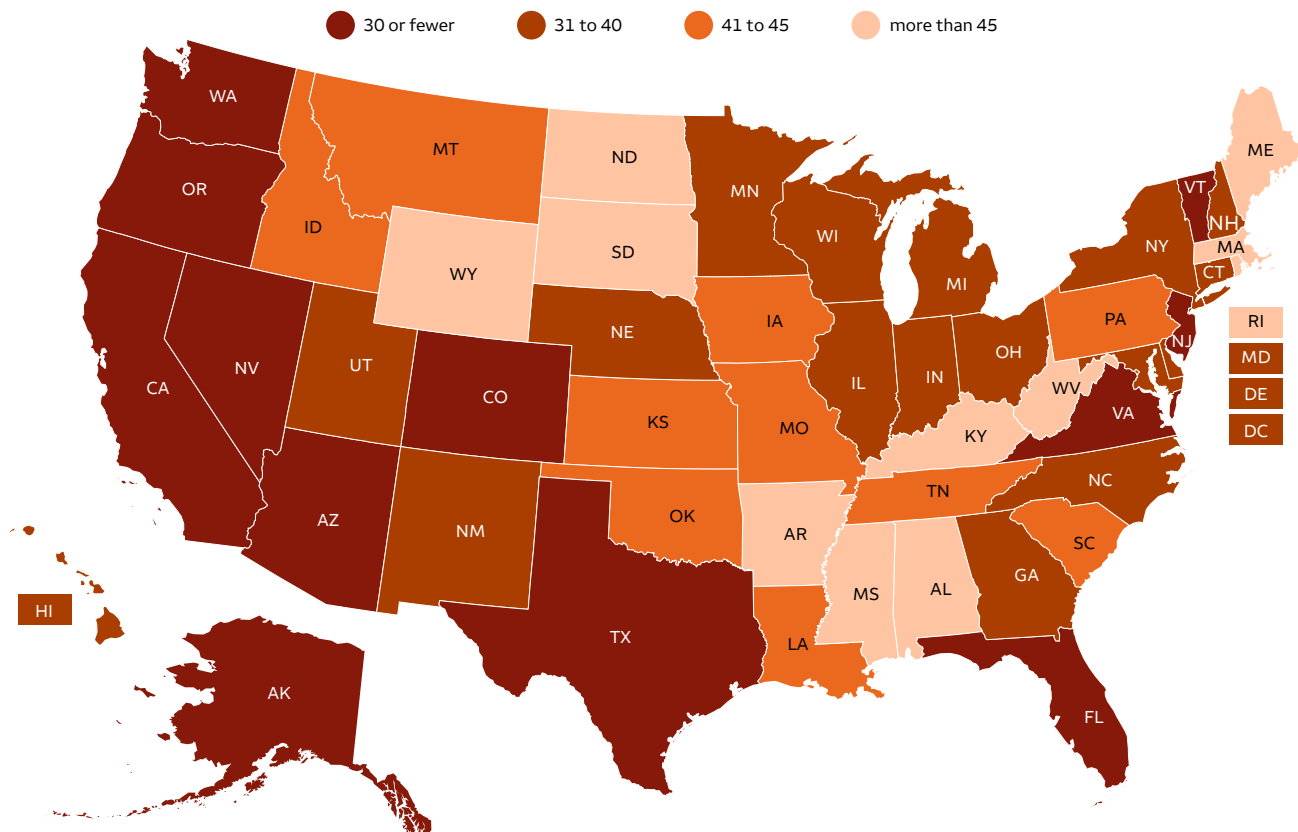 30 or fewer 31 to 40 41 to 45 more than 45
WA
ME
MT
ND
VT
OR
MN
NH
ID
WI
NY
MA
SD
WY
CT
MI
RI
IA
PA
NE
NJ
OH
MD
UT
NV
CO
IL
IN
WV
CA
DE
VA
KS
MO
KY
DC
NC
TN
AZ
OK
NM
AR
SC
GA
MS
AL
HI
TX
LA
AK
FL